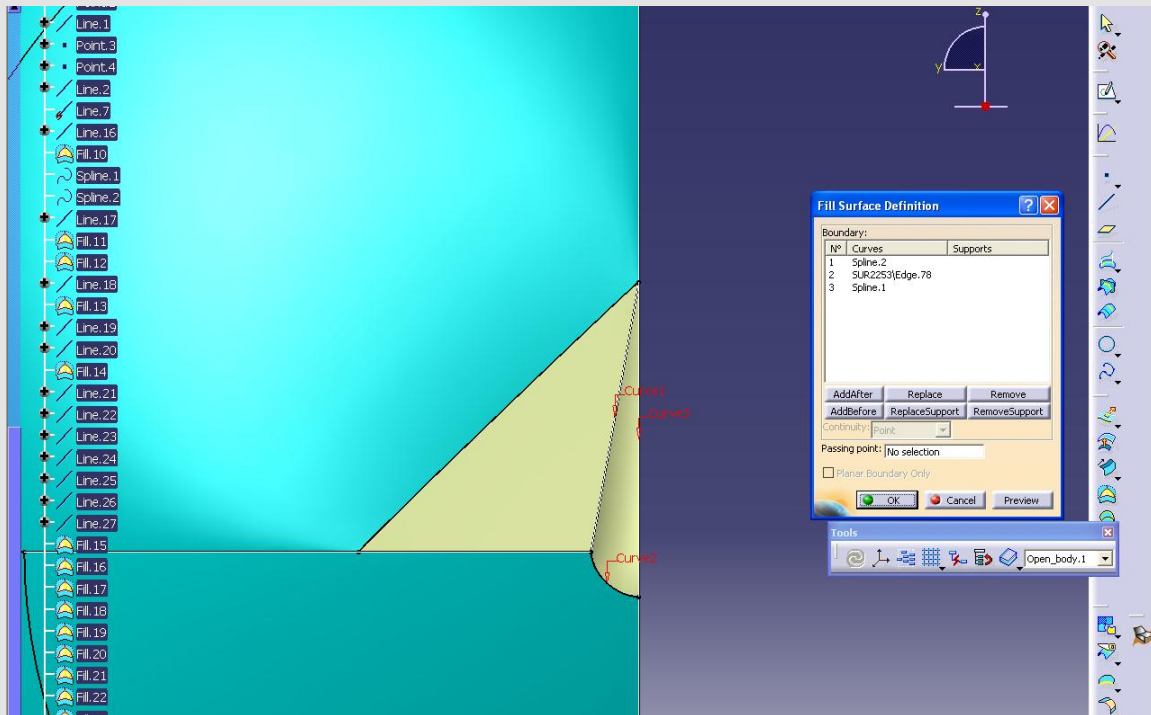 Line.1
Point.3
Point.4
Line.2
Line.7
Line.16
Fill.10
Spline.1
Spline.2
Line.17
Fill.11
Fill.12
Line.18
Fill.13
Line.19
Line.20
Fill.14
Line.21
Line.22
Line.23
Line.24
Line.25
Line.26
Line.27
Fill.15
Fill.16
Fill.17
Fill.18
Fill.19
Fill.20
Fill.21
Fill.22
z
y x
Curve1
Curve3
Curve2
Fill Surface Definition
Boundary:
N° Curves Supports
1 Spline.2
2 SUR2253\Edge.78
3 Spline.1
AddAfter Replace Remove
AddBefore ReplaceSupport RemoveSupport
Continuity: Point
Passing point: No selection
Planar Boundary Only
OK Cancel Preview
Tools
Open_body.1